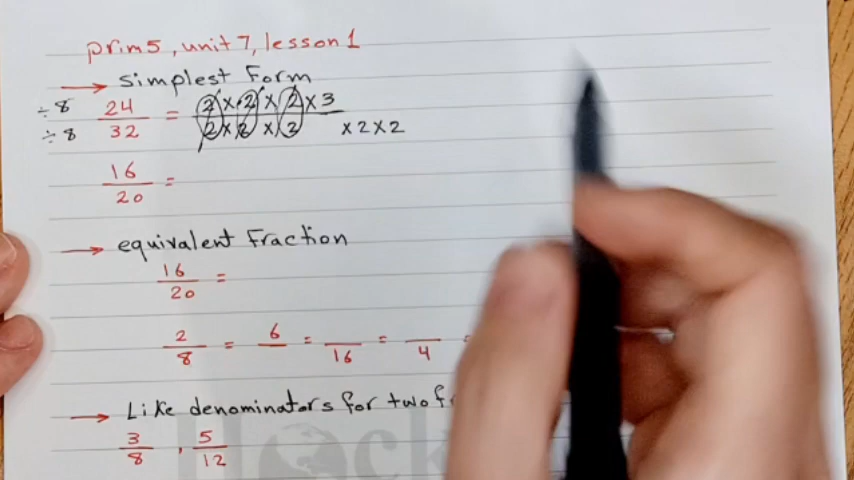 prim5, unit 7, lesson 1
→ simplest Form
÷8 24/32 ÷8 = 2 × 2 × 2 × 3 / 2 × 2 × 2 × 2 × 2
16/20 =
→ equivalent Fraction
16/20 =
2/8 = 6/ = /16 = /4 =
→ Like denominators for two
3/8 , 5/12